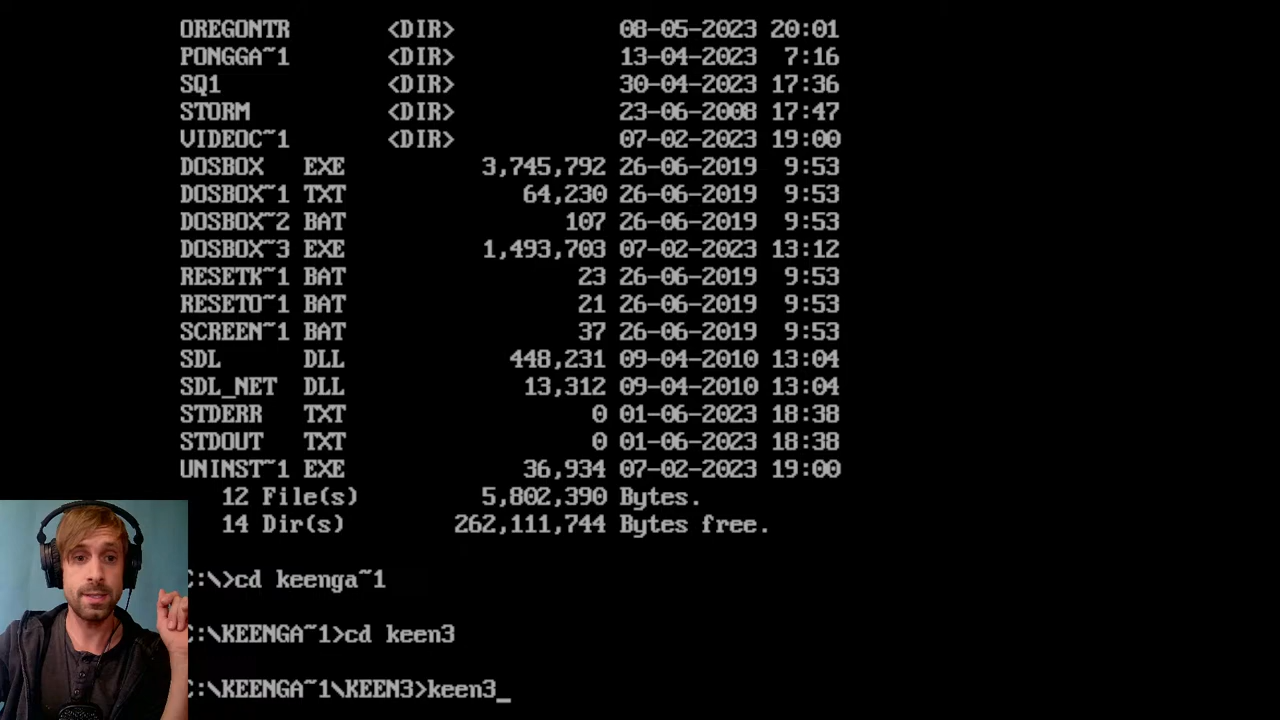 OREGONTR <DIR> 08-05-2023 20:01
PONGGA~1 <DIR> 13-04-2023 7:16
SQ1 <DIR> 30-04-2023 17:36
STORM <DIR> 23-06-2008 17:47
VIDEOC~1 <DIR> 07-02-2023 19:00
DOSBOX EXE 3,745,792 26-06-2019 9:53
DOSBOX~1 TXT 64,230 26-06-2019 9:53
DOSBOX~2 BAT 107 26-06-2019 9:53
DOSBOX~3 EXE 1,493,703 07-02-2023 13:12
RESETK~1 BAT 23 26-06-2019 9:53
RESETO~1 BAT 21 26-06-2019 9:53
SCREEN~1 BAT 37 26-06-2019 9:53
SDL DLL 448,231 09-04-2010 13:04
SDL_NET DLL 13,312 09-04-2010 13:04
STDERR TXT 0 01-06-2023 18:38
STDOUT TXT 0 01-06-2023 18:38
UNINST~1 EXE 36,934 07-02-2023 19:00
12 File(s) 5,802,390 Bytes.
14 Dir(s) 262,111,744 Bytes free.
C:\>cd keenga~1
C:\KEENGA~1>cd keen3
C:\KEENGA~1\KEEN3>keen3_